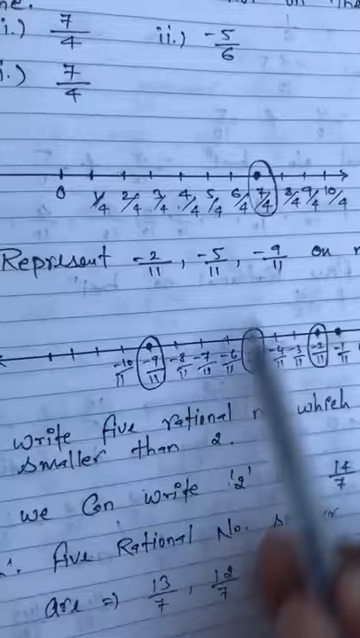 i.) 7/4 ii.) -5/6
i.) 7/4
0 1/4 2/4 3/4 4/4 5/4 6/4 7/4 8/4 9/4 10/4
Represent -2/11, -5/11, -9/11 on
-10/11 -9/11 -8/11 -7/11 -6/11 -4/11 -3/11 -2/11 -1/11
Write five rational which
smaller than 2.
we Can write '2' 14/7
five Rational No.
are => 13/7, 12/7